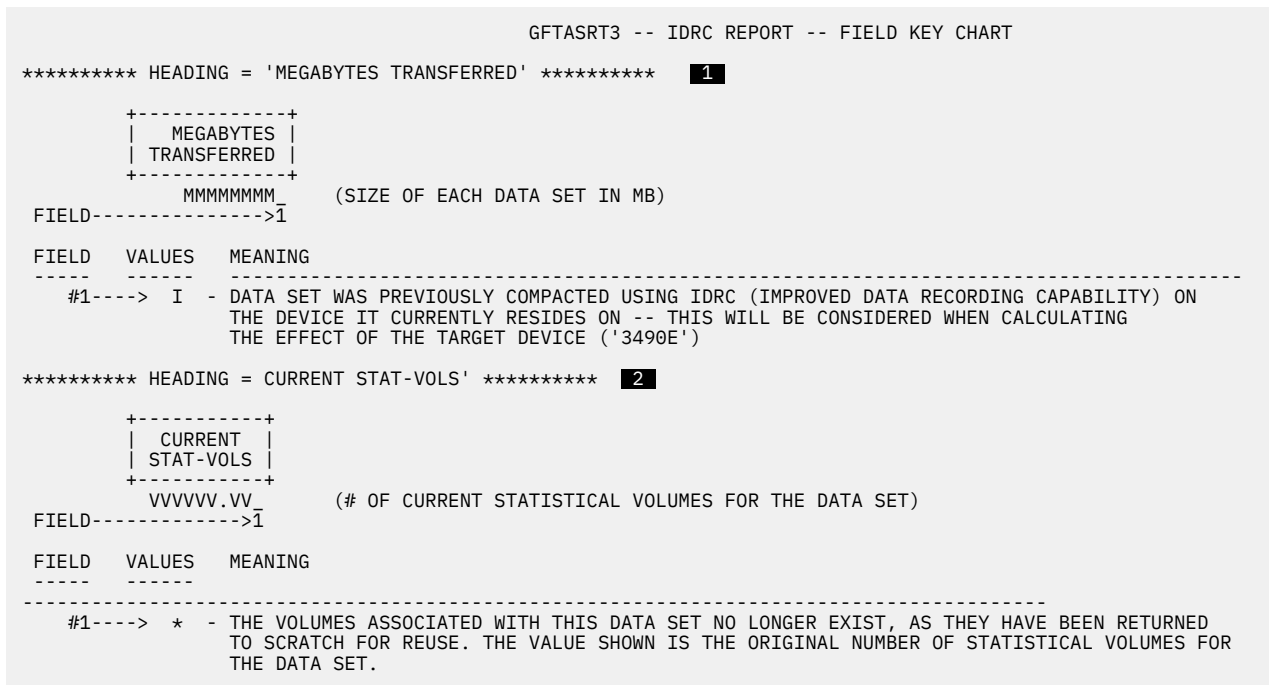 GFTASRT3 -- IDRC REPORT -- FIELD KEY CHART
********** HEADING = 'MEGABYTES TRANSFERRED' ********** 1
+-------------+
| MEGABYTES |
| TRANSFERRED |
+-------------+
MMMMMMMM_ (SIZE OF EACH DATA SET IN MB)
FIELD--------------->1
FIELD VALUES MEANING
----- ------ ----------------------------------------------------------------------------------------
#1----> I - DATA SET WAS PREVIOUSLY COMPACTED USING IDRC (IMPROVED DATA RECORDING CAPABILITY) ON
THE DEVICE IT CURRENTLY RESIDES ON -- THIS WILL BE CONSIDERED WHEN CALCULATING
THE EFFECT OF THE TARGET DEVICE ('3490E')
********** HEADING = CURRENT STAT-VOLS' ********** 2
+-----------+
| CURRENT |
| STAT-VOLS |
+-----------+
VVVVVV.VV_ (# OF CURRENT STATISTICAL VOLUMES FOR THE DATA SET)
FIELD------------->1
FIELD VALUES MEANING
----- ------
-----------------------------------------------------------------------------------------
#1----> * - THE VOLUMES ASSOCIATED WITH THIS DATA SET NO LONGER EXIST, AS THEY HAVE BEEN RETURNED
TO SCRATCH FOR REUSE. THE VALUE SHOWN IS THE ORIGINAL NUMBER OF STATISTICAL VOLUMES FOR
THE DATA SET.